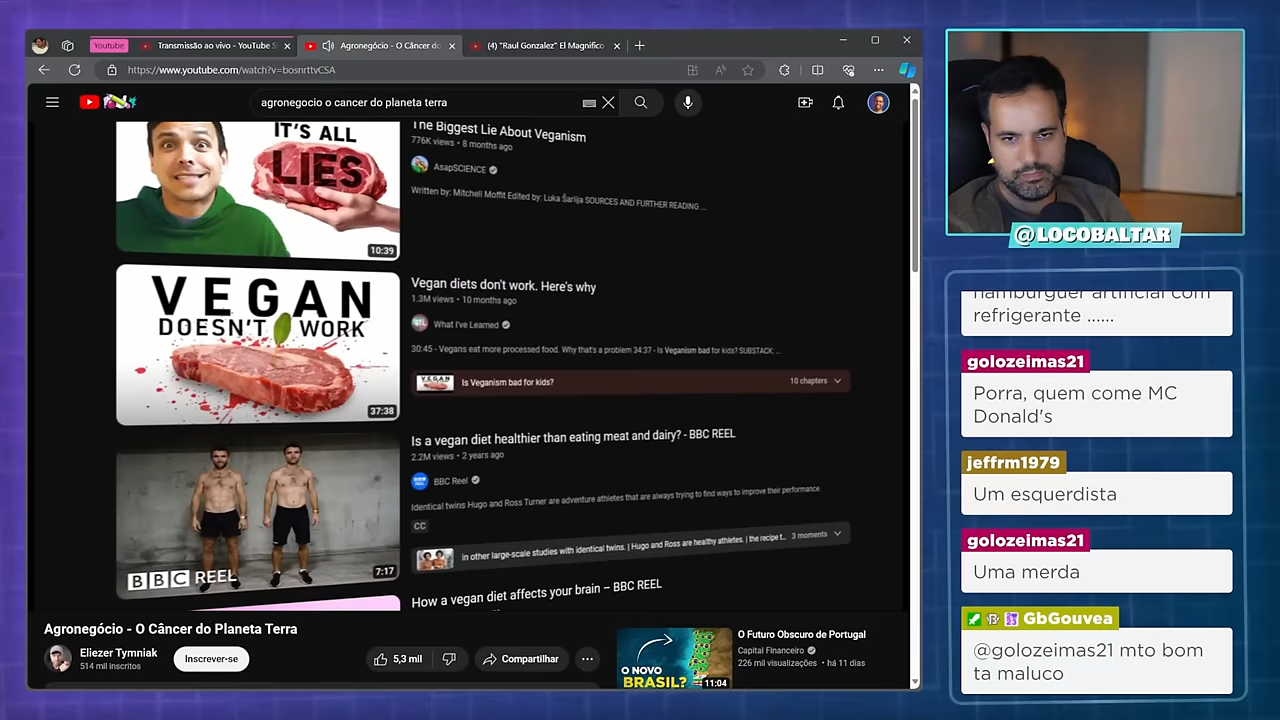 Youtube
Transmissão ao vivo - YouTube S
Agronegócio - O Câncer do
(4) "Raul Gonzalez" El Magnífico
https://www.youtube.com/watch?v=bosnrttvCSA
agronegocio o cancer do planeta terra
IT'S ALL
LIES
10:39
The Biggest Lie About Veganism
776K views • 8 months ago
AsapSCIENCE
Written by: Mitchell Moffit Edited by: Luka Šarlija SOURCES AND FURTHER READING ...
VEGAN
DOESN'T WORK
37:38
Vegan diets don't work. Here's why
1.3M views • 10 months ago
What I've Learned
30:45 - Vegans eat more processed food. Why that's a problem 34:37 - Is Veganism bad for kids? SUBSTACK: ...
VEGAN
Is Veganism bad for kids?
10 chapters
BBC REEL
7:17
Is a vegan diet healthier than eating meat and dairy? - BBC REEL
2.2M views • 2 years ago
BBC Reel
Identical twins Hugo and Ross Turner are adventure athletes that are always trying to find ways to improve their performance.
CC
in other large-scale studies with identical twins. | Hugo and Ross are healthy athletes. | the recipe t...
3 moments
How a vegan diet affects your brain – BBC REEL
Agronegócio - O Câncer do Planeta Terra
Eliezer Tymniak
514 mil inscritos
Inscrever-se
5,3 mil
Compartilhar
O NOVO
BRASIL?
11:04
O Futuro Obscuro de Portugal
Capital Financeiro
226 mil visualizações • há 11 dias
@LOCOBALTAR
hambúrguer artificial com
refrigerante ......
golozeimas21
Porra, quem come MC
Donald's
jeffrm1979
Um esquerdista
golozeimas21
Uma merda
GbGouvea
@golozeimas21 mto bom
ta maluco